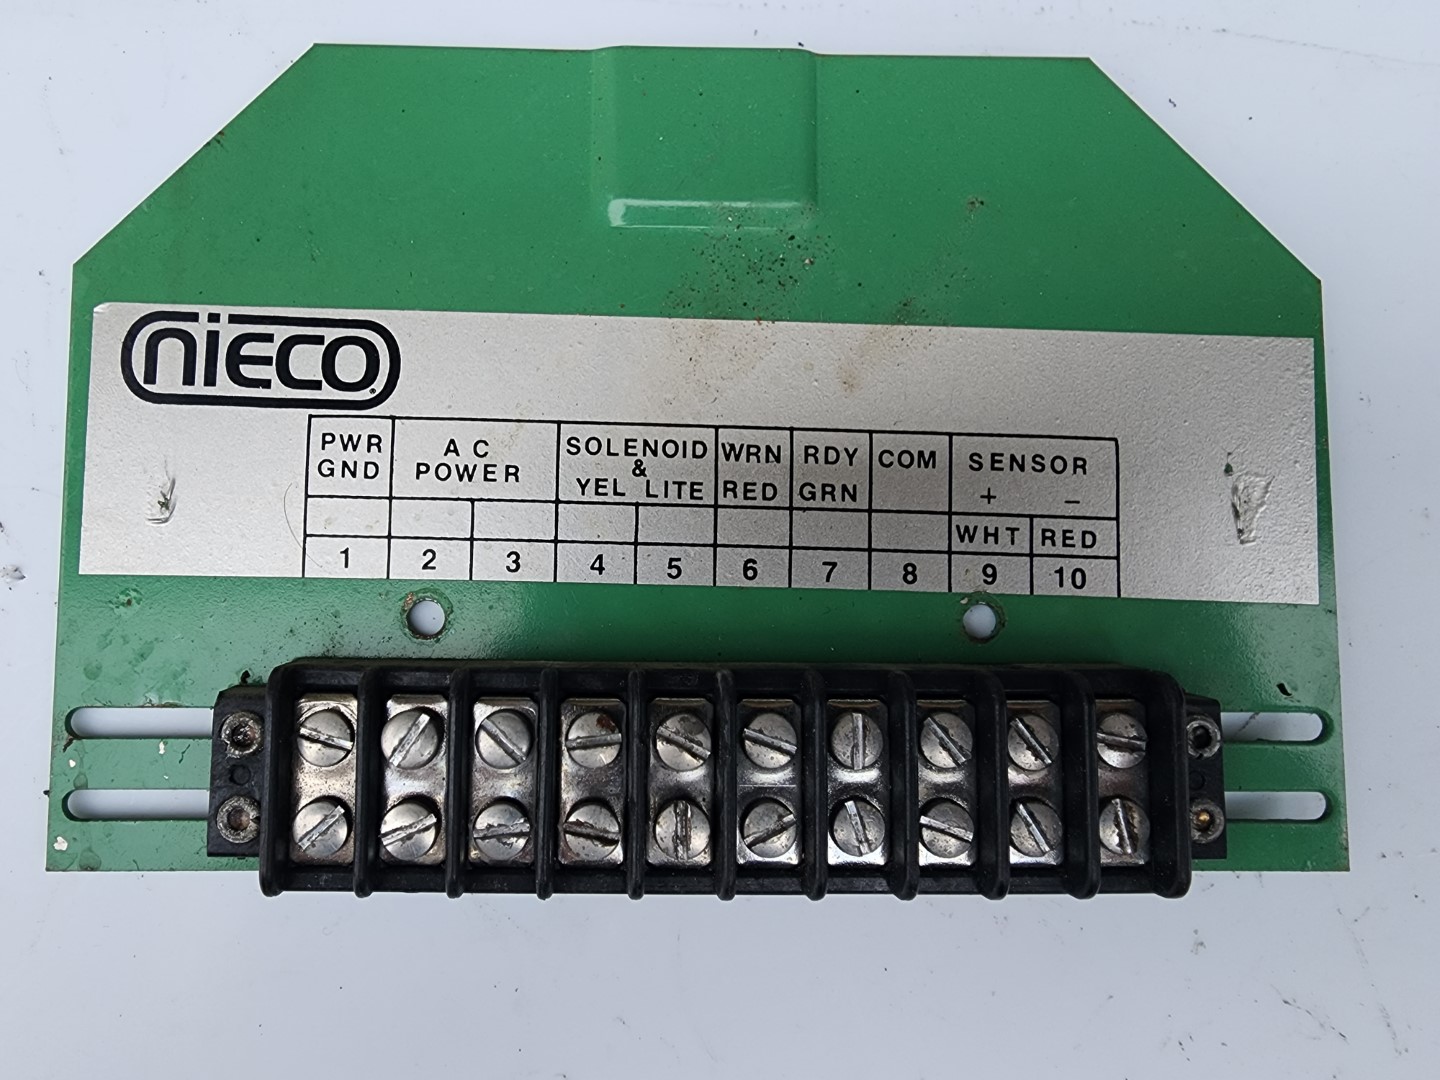 nieco®
PWR GND
AC POWER
SOLENOID & YEL LITE
WRN RED
RDY GRN
COM
SENSOR + -
WHT RED
1 2 3 4 5 6 7 8 9 10